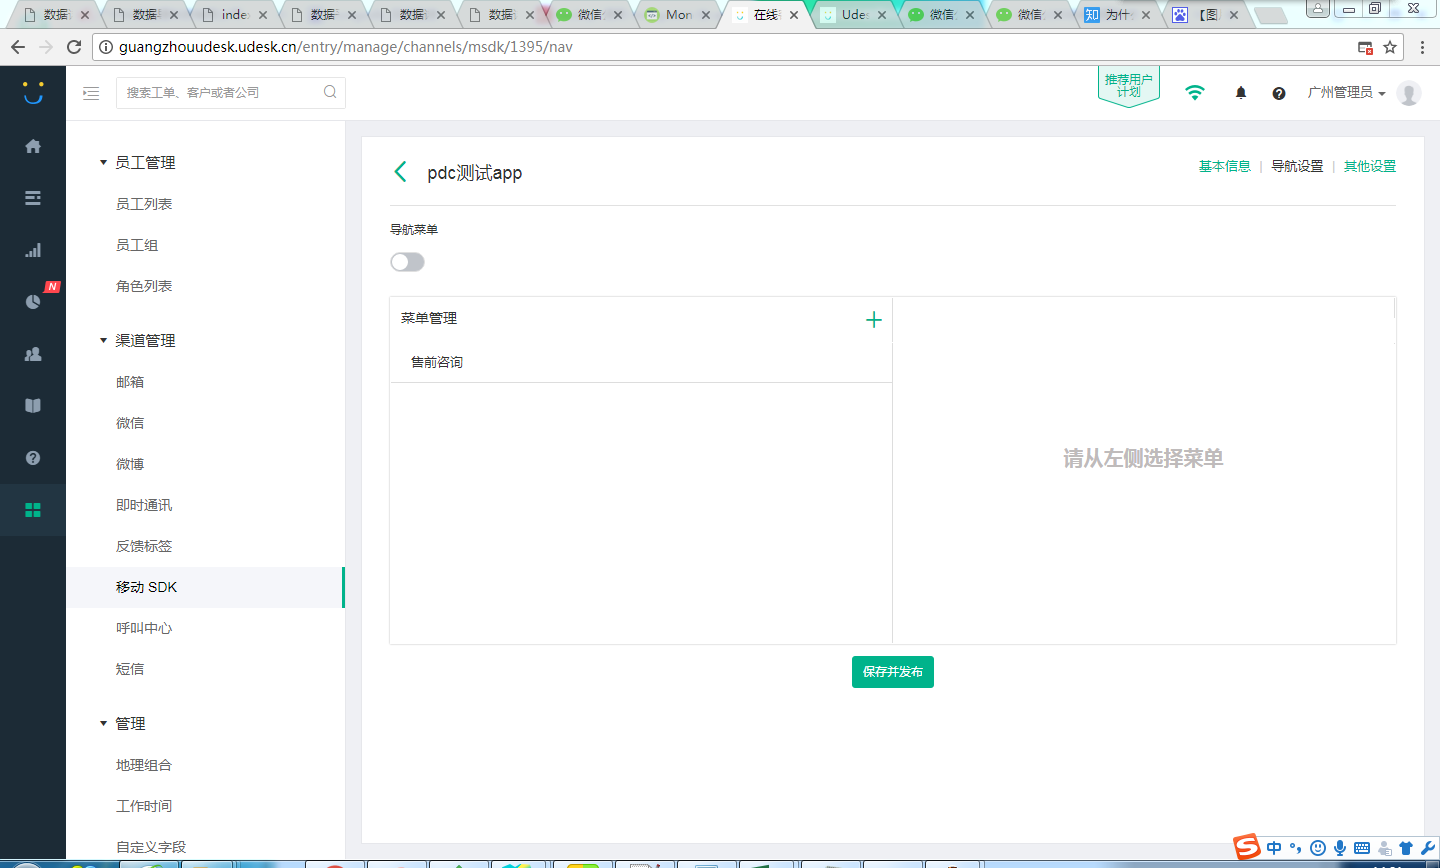 数据
数据
index
数据
数据
数据
微信
Mon
在线
Udes
微信
微信
知 为什
【图
guangzhouudesk.udesk.cn/entry/manage/channels/msdk/1395/nav
搜索工单、客户或者公司
推荐用户
计划
广州管理员
N
员工管理
员工列表
员工组
角色列表
渠道管理
邮箱
微信
微博
即时通讯
反馈标签
移动 SDK
呼叫中心
短信
管理
地理组合
工作时间
自定义字段
pdc测试app
基本信息 | 导航设置 | 其他设置
导航菜单
菜单管理
售前咨询
请从左侧选择菜单
保存并发布
S 中